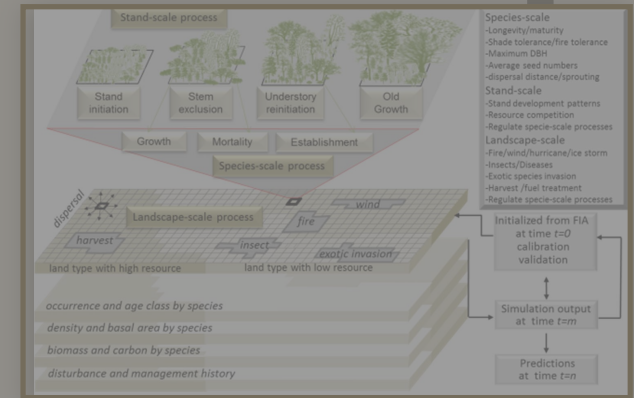 Stand-scale process
Stand
initiation
Stem
exclusion
Understory
reinitiation
Old
Growth
Growth
Mortality
Establishment
Species-scale process
dispersal
Landscape-scale process
wind
fire
harvest
insect
exotic invasion
land type with high resource
land type with low resource
occurrence and age class by species
density and basal area by species
biomass and carbon by species
disturbance and management history
Species-scale
-Longevity/maturity
-Shade tolerance/fire tolerance
-Maximum DBH
-Average seed numbers
-dispersal distance/sprouting
Stand-scale
-Stand development patterns
-Resource competition
-Regulate specie-scale processes
Landscape-scale
-Fire/wind/hurricane/ice storm
-Insects/Diseases
-Exotic species invasion
-Harvest /fuel treatment
-Regulate specie-scale processes
Initialized from FIA
at time t=0
calibration
validation
Simulation output
at time t=m
Predictions
at time t=n